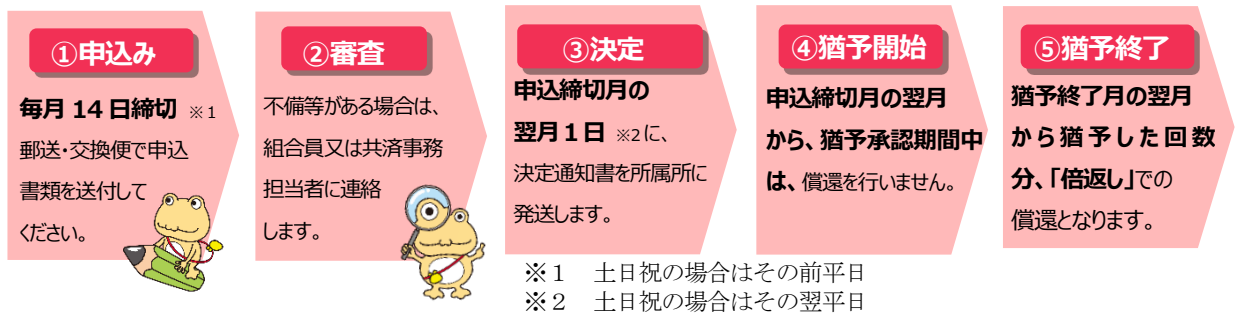 ①申込み
毎月 14 日締切 ※1
郵送・交換便で申込
書類を送付して
ください。
②審査
不備等がある場合は、
組合員又は共済事務
担当者に連絡
します。
③決定
申込締切月の
翌月1日 ※2に、
決定通知書を所属所に
発送します。
④猶予開始
申込締切月の翌月
から、猶予承認期間中
は、償還を行いません。
⑤猶予終了
猶予終了月の翌月
から猶予した回数
分、「倍返し」での
償還となります。
※1 土日祝の場合はその前平日
※2 土日祝の場合はその翌平日